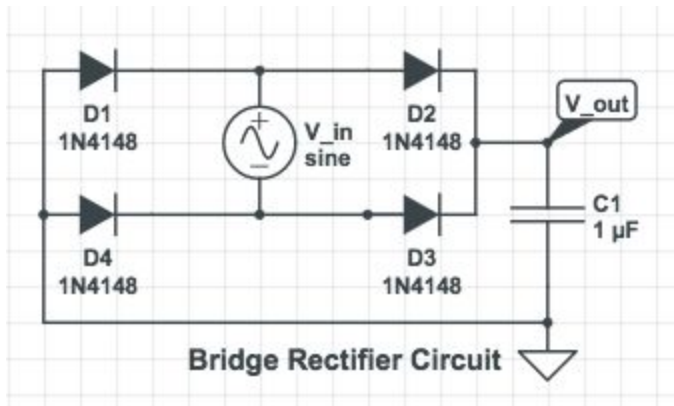 V_out
D1
1N4148
D2
1N4148
+
V_in
sine
−
C1
1 µF
D4
1N4148
D3
1N4148
Bridge Rectifier Circuit